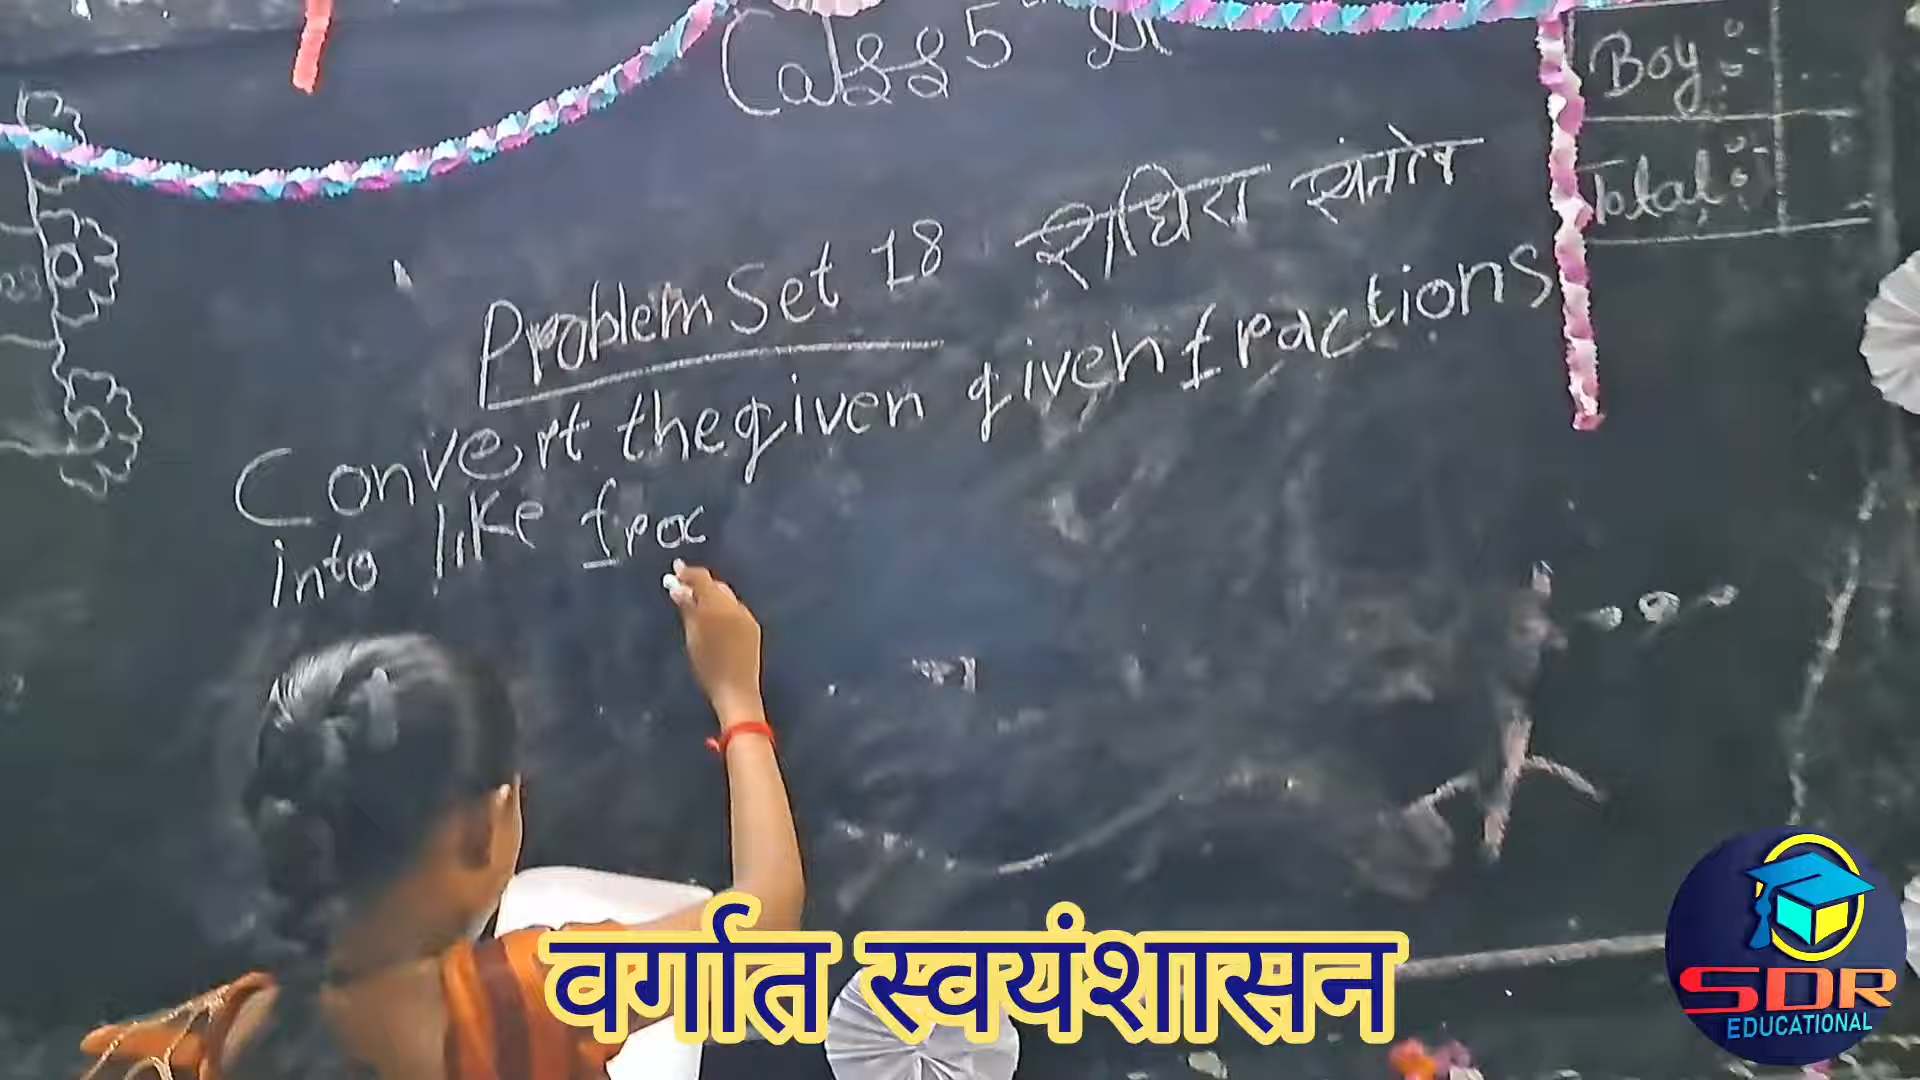 Calss 5
Boy :-
Total :-
Problem Set 18
Convert the given given fractions
into like frac
वर्गात स्वयंशासन
SDR
EDUCATIONAL